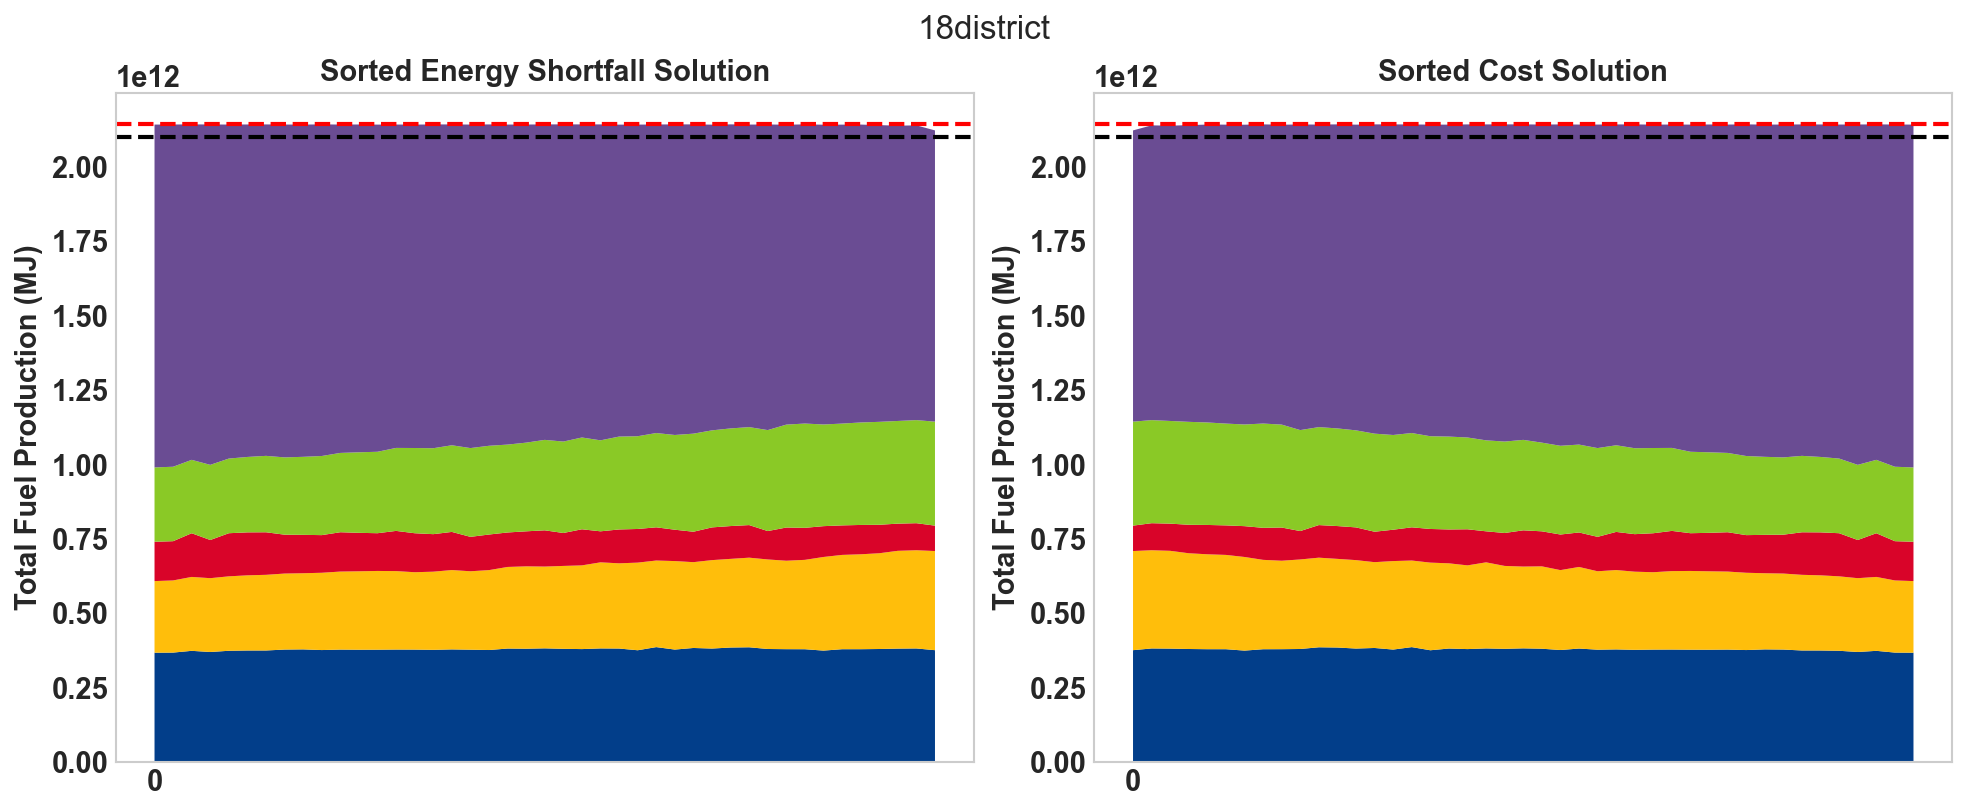 18district
Sorted Energy Shortfall Solution
1e12
Total Fuel Production (MJ)
2.00
1.75
1.50
1.25
1.00
0.75
0.50
0.25
0.00
0
Sorted Cost Solution
1e12
Total Fuel Production (MJ)
2.00
1.75
1.50
1.25
1.00
0.75
0.50
0.25
0.00
0